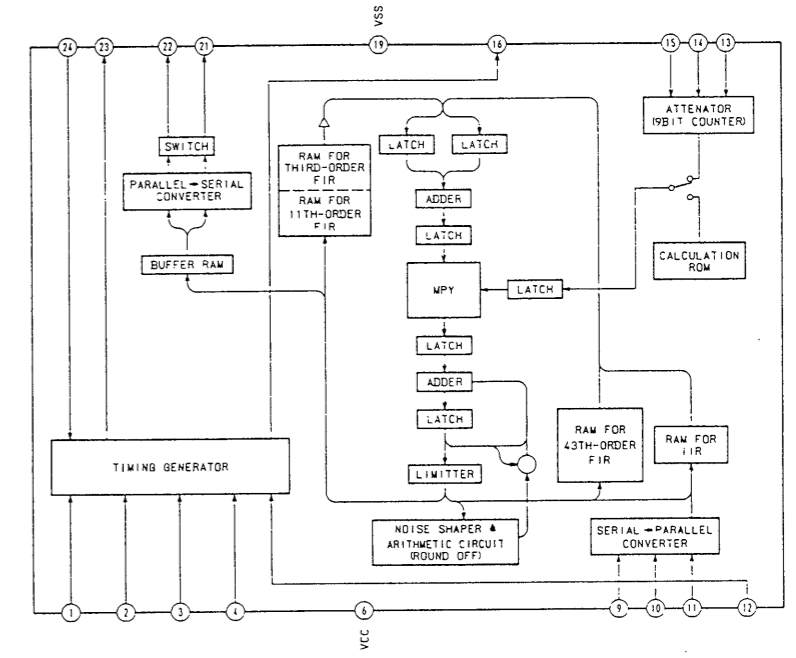 VSS
24
23
22
21
19
16
15
14
13
ATTENATOR
(9BIT COUNTER)
SWITCH
PARALLEL→SERIAL
CONVERTER
BUFFER RAM
RAM FOR
THIRD-ORDER
FIR
RAM FOR
11TH-ORDER
FIR
LATCH
LATCH
ADDER
LATCH
MPY
LATCH
CALCULATION
ROM
LATCH
ADDER
LATCH
LIMITTER
RAM FOR
43TH-ORDER
FIR
RAM FOR
IIR
TIMING GENERATOR
NOISE SHAPER &
ARITHMETIC CIRCUIT
(ROUND OFF)
SERIAL→PARALLEL
CONVERTER
1
2
3
4
6
9
10
11
12
VCC